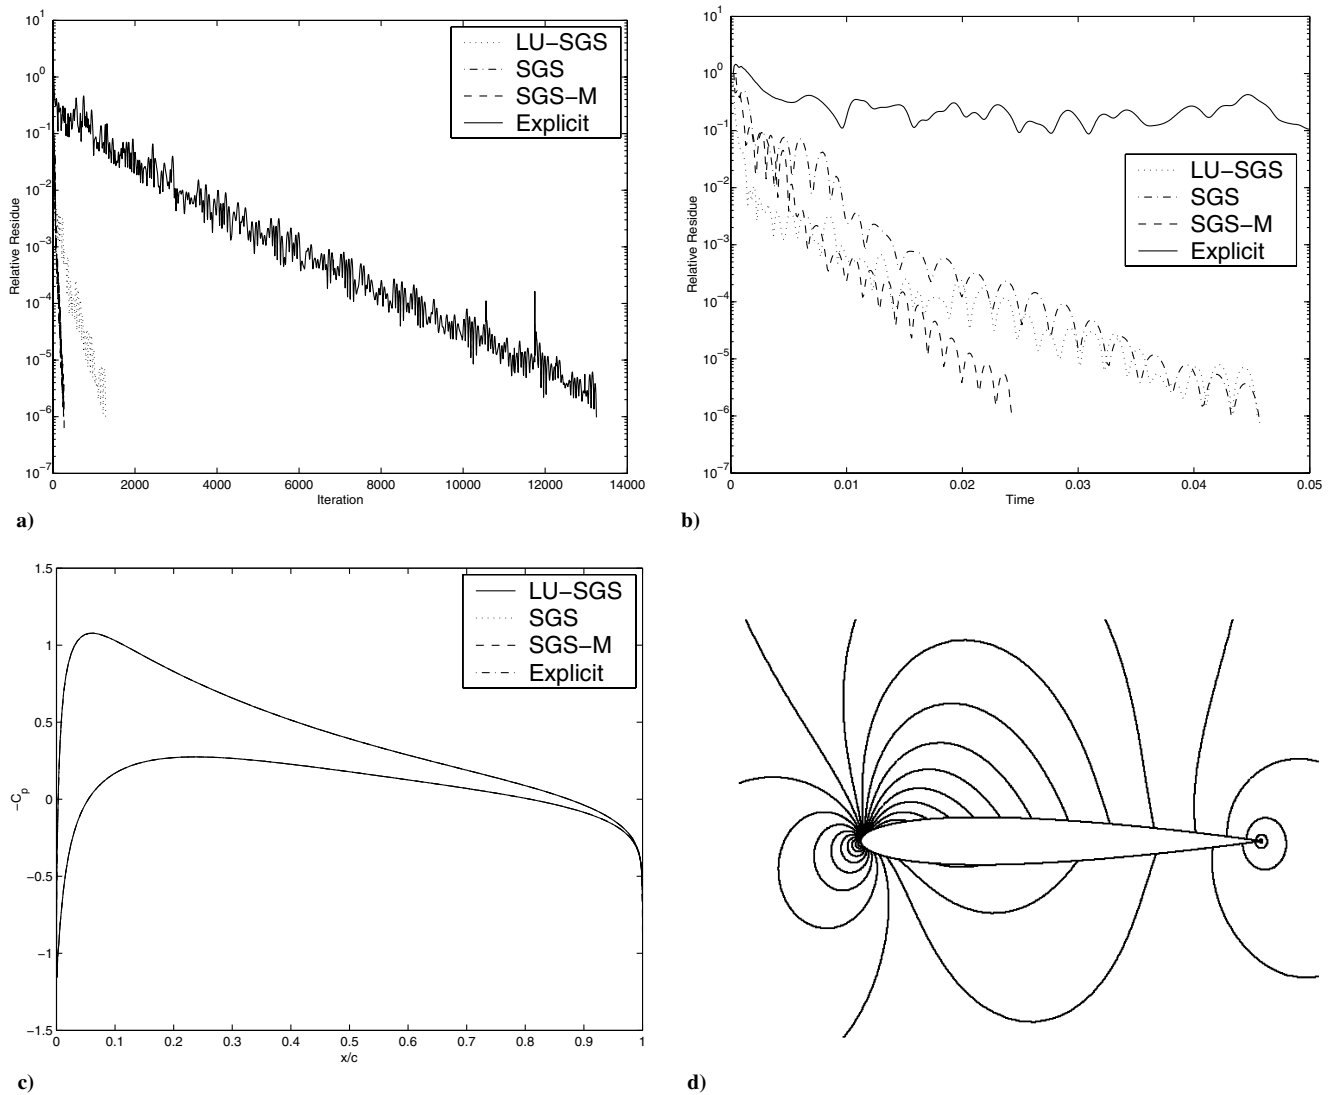 10^1
10^0
10^-1
10^-2
10^-3
10^-4
10^-5
10^-6
10^-7
Relative Residue
0 2000 4000 6000 8000 10000 12000 14000
Iteration
LU-SGS
SGS
SGS-M
Explicit
a)
10^1
10^0
10^-1
10^-2
10^-3
10^-4
10^-5
10^-6
10^-7
Relative Residue
0 0.01 0.02 0.03 0.04 0.05
Time
LU-SGS
SGS
SGS-M
Explicit
b)
1.5
1
0.5
0
-0.5
-1
-1.5
-C_p
0 0.1 0.2 0.3 0.4 0.5 0.6 0.7 0.8 0.9 1
x/c
LU-SGS
SGS
SGS-M
Explicit
c)
d)